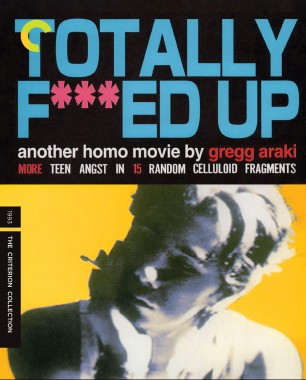 TOTALLY
F***ED UP
another homo movie by gregg araki
MORE TEEN ANGST IN 15 RANDOM CELLULOID FRAGMENTS
1993
THE CRITERION COLLECTION